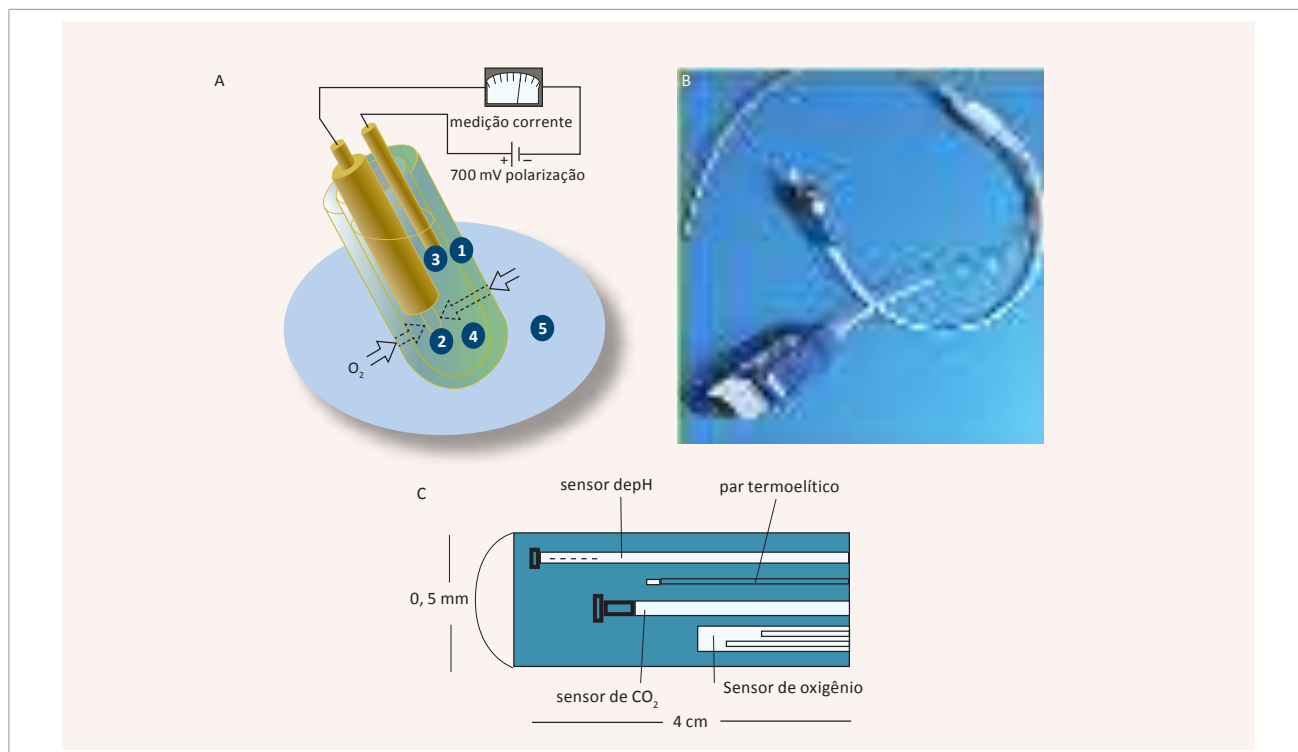 A
medição corrente
+ –
700 mV polarização
1
3
2
4
5
O2
B
C
sensor depH
par termoelítico
0, 5 mm
sensor de CO2
Sensor de oxigênio
4 cm